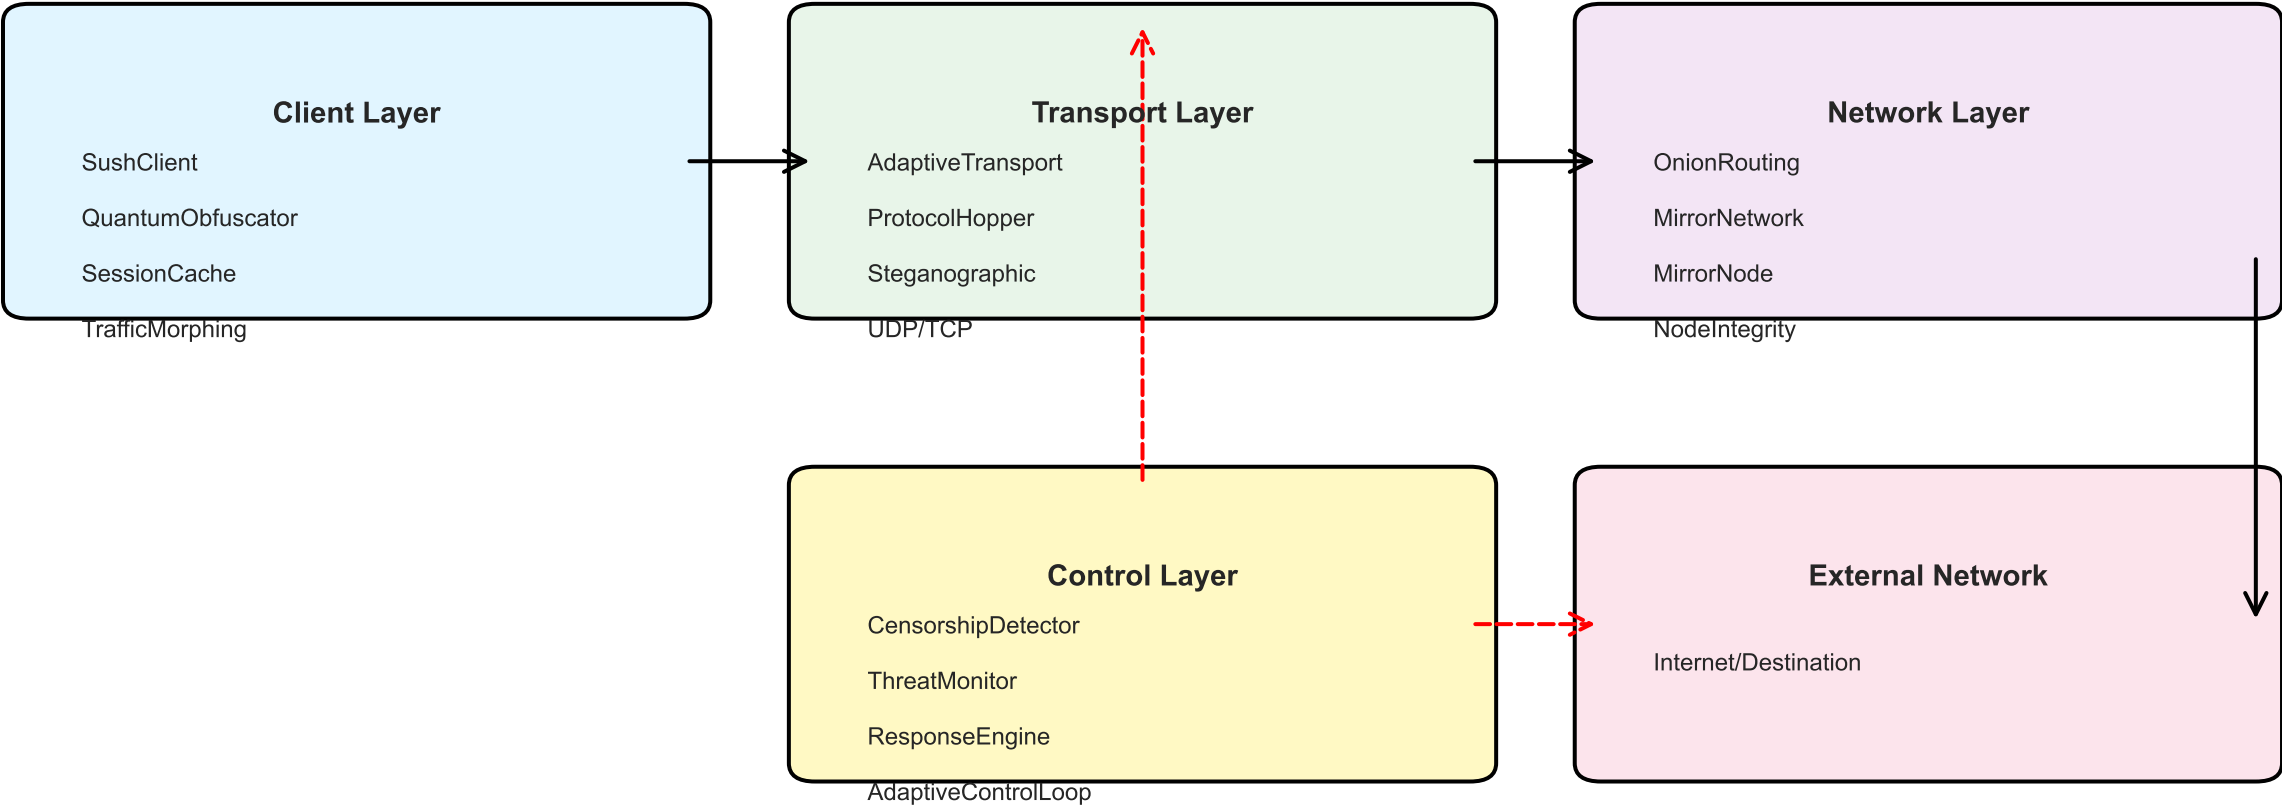 Client Layer
SushClient
QuantumObfuscator
SessionCache
TrafficMorphing
Transport Layer
AdaptiveTransport
ProtocolHopper
Steganographic
UDP/TCP
Network Layer
OnionRouting
MirrorNetwork
MirrorNode
NodeIntegrity
Control Layer
CensorshipDetector
ThreatMonitor
ResponseEngine
AdaptiveControlLoop
External Network
Internet/Destination